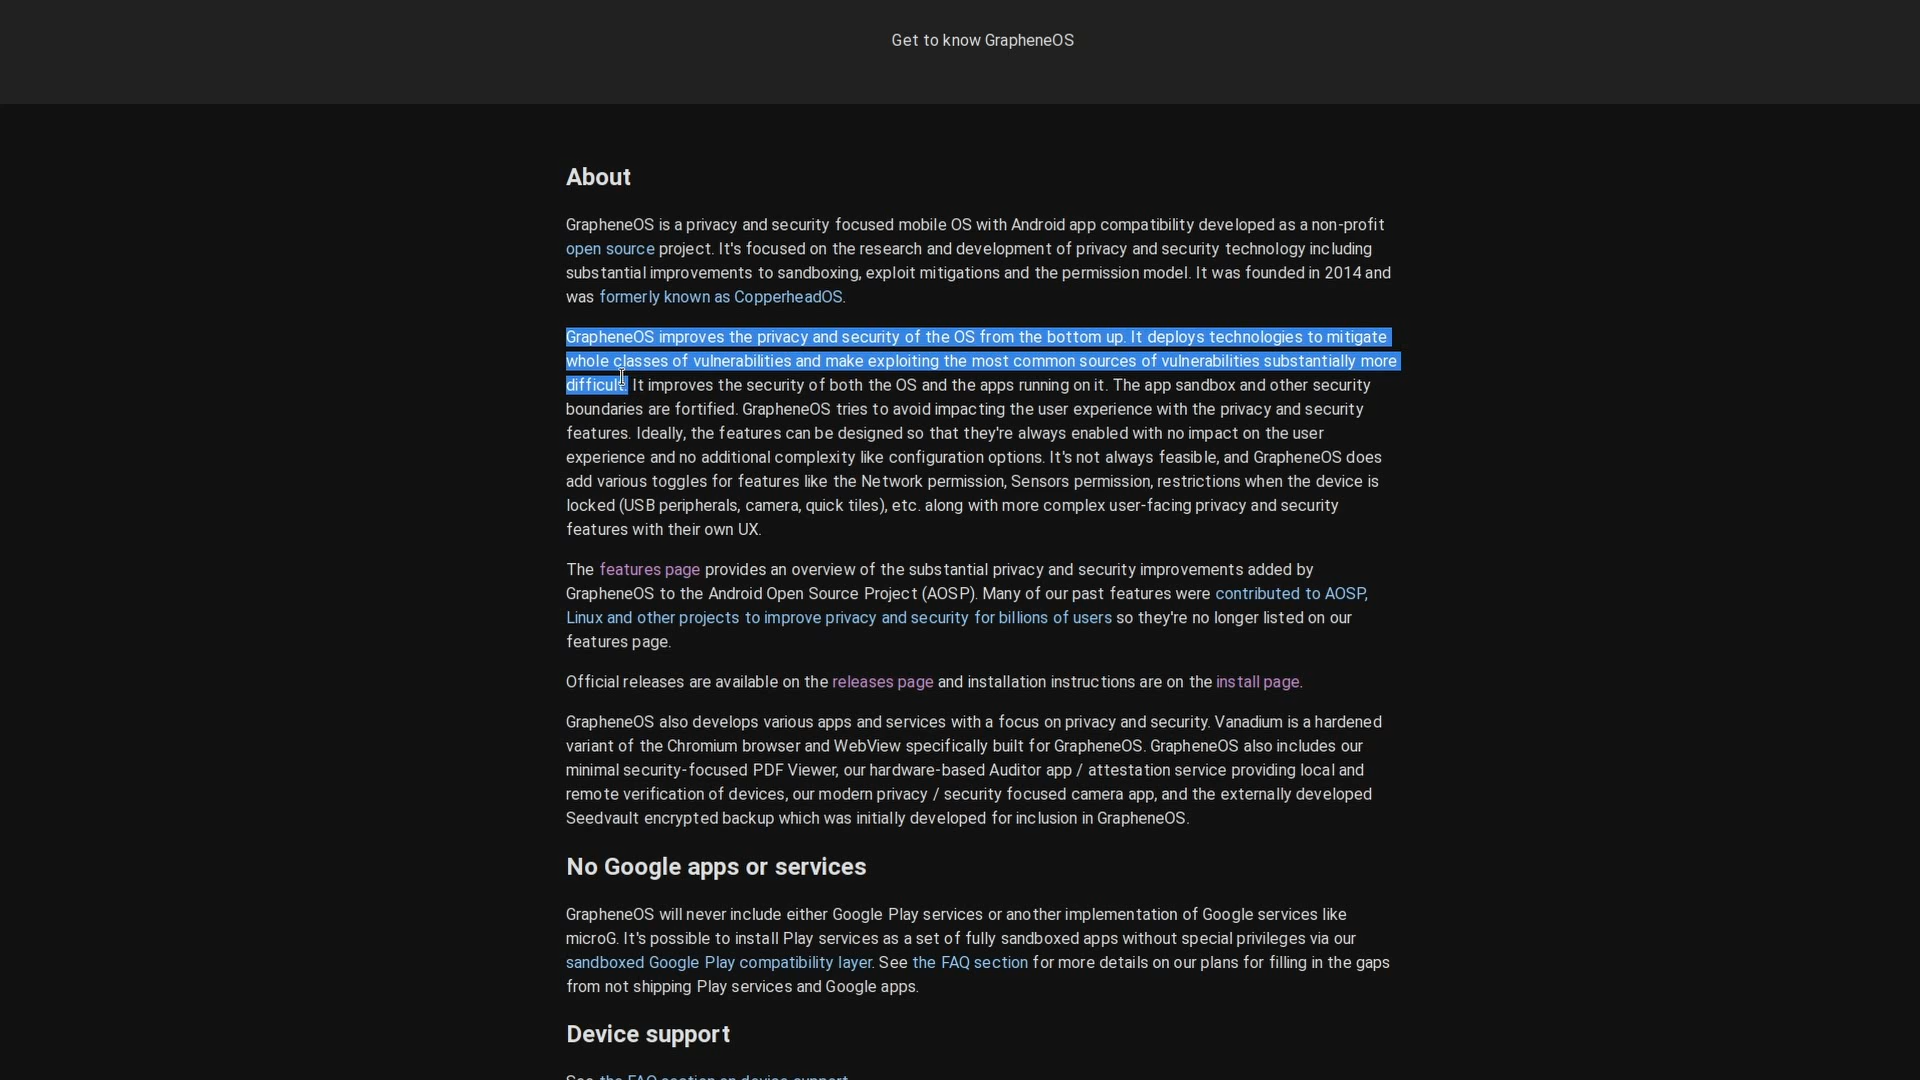 Get to know GrapheneOS
About
GrapheneOS is a privacy and security focused mobile OS with Android app compatibility developed as a non-profit
open source project. It's focused on the research and development of privacy and security technology including
substantial improvements to sandboxing, exploit mitigations and the permission model. It was founded in 2014 and
was formerly known as CopperheadOS.
GrapheneOS improves the privacy and security of the OS from the bottom up. It deploys technologies to mitigate
whole classes of vulnerabilities and make exploiting the most common sources of vulnerabilities substantially more
difficult. It improves the security of both the OS and the apps running on it. The app sandbox and other security
boundaries are fortified. GrapheneOS tries to avoid impacting the user experience with the privacy and security
features. Ideally, the features can be designed so that they're always enabled with no impact on the user
experience and no additional complexity like configuration options. It's not always feasible, and GrapheneOS does
add various toggles for features like the Network permission, Sensors permission, restrictions when the device is
locked (USB peripherals, camera, quick tiles), etc. along with more complex user-facing privacy and security
features with their own UX.
The features page provides an overview of the substantial privacy and security improvements added by
GrapheneOS to the Android Open Source Project (AOSP). Many of our past features were contributed to AOSP,
Linux and other projects to improve privacy and security for billions of users so they're no longer listed on our
features page.
Official releases are available on the releases page and installation instructions are on the install page.
GrapheneOS also develops various apps and services with a focus on privacy and security. Vanadium is a hardened
variant of the Chromium browser and WebView specifically built for GrapheneOS. GrapheneOS also includes our
minimal security-focused PDF Viewer, our hardware-based Auditor app / attestation service providing local and
remote verification of devices, our modern privacy / security focused camera app, and the externally developed
Seedvault encrypted backup which was initially developed for inclusion in GrapheneOS.
No Google apps or services
GrapheneOS will never include either Google Play services or another implementation of Google services like
microG. It's possible to install Play services as a set of fully sandboxed apps without special privileges via our
sandboxed Google Play compatibility layer. See the FAQ section for more details on our plans for filling in the gaps
from not shipping Play services and Google apps.
Device support
See the FAQ section on device support.